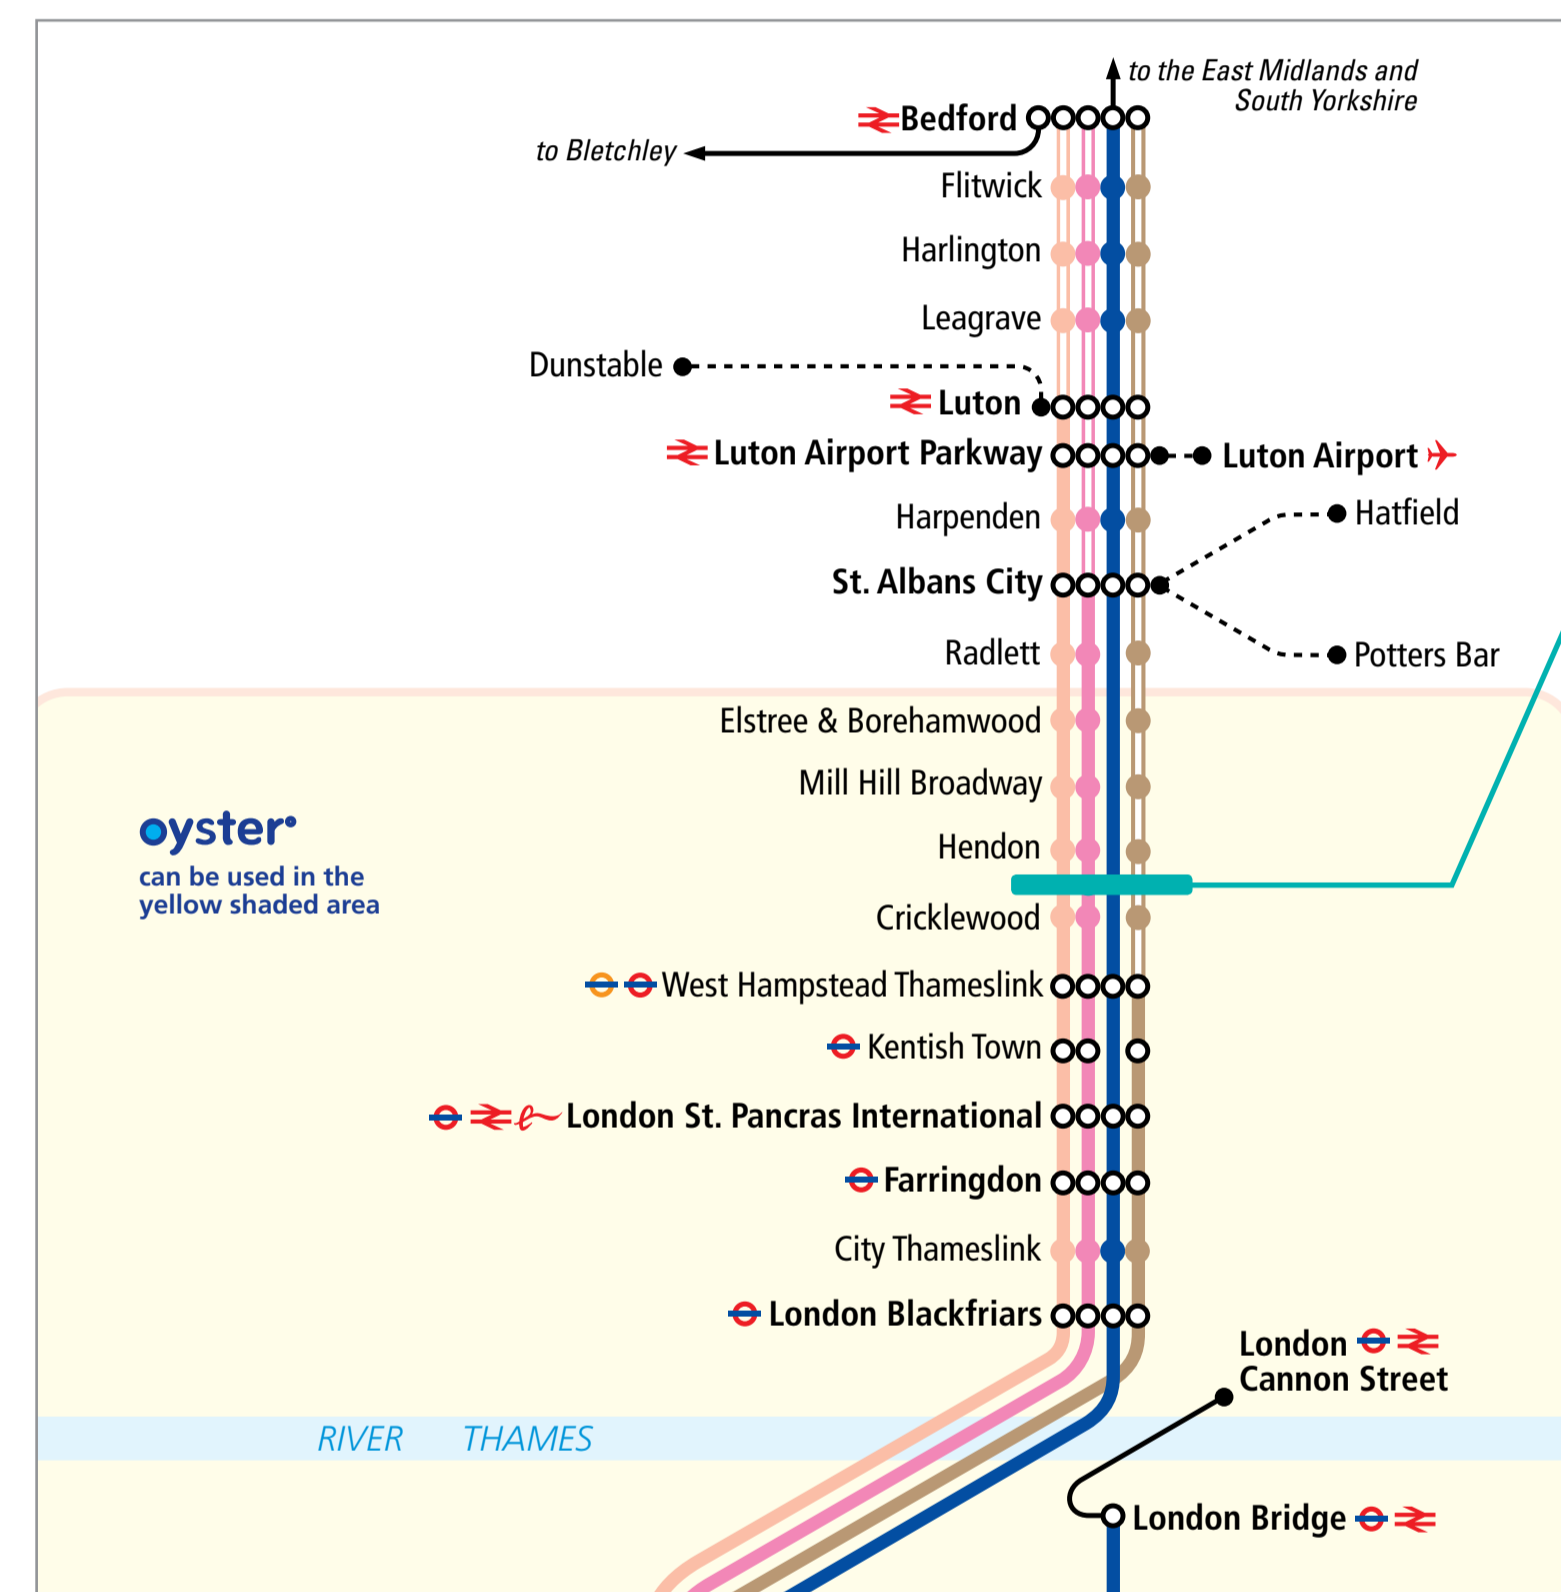 to the East Midlands and
South Yorkshire
Bedford
to Bletchley
Flitwick
Harlington
Leagrave
Dunstable
Luton
Luton Airport Parkway
Luton Airport
Harpenden
Hatfield
St. Albans City
Radlett
Potters Bar
Elstree & Borehamwood
Mill Hill Broadway
oyster
can be used in the
yellow shaded area
Hendon
Cricklewood
West Hampstead Thameslink
Kentish Town
London St. Pancras International
Farringdon
City Thameslink
London Blackfriars
London
Cannon Street
RIVER THAMES
London Bridge